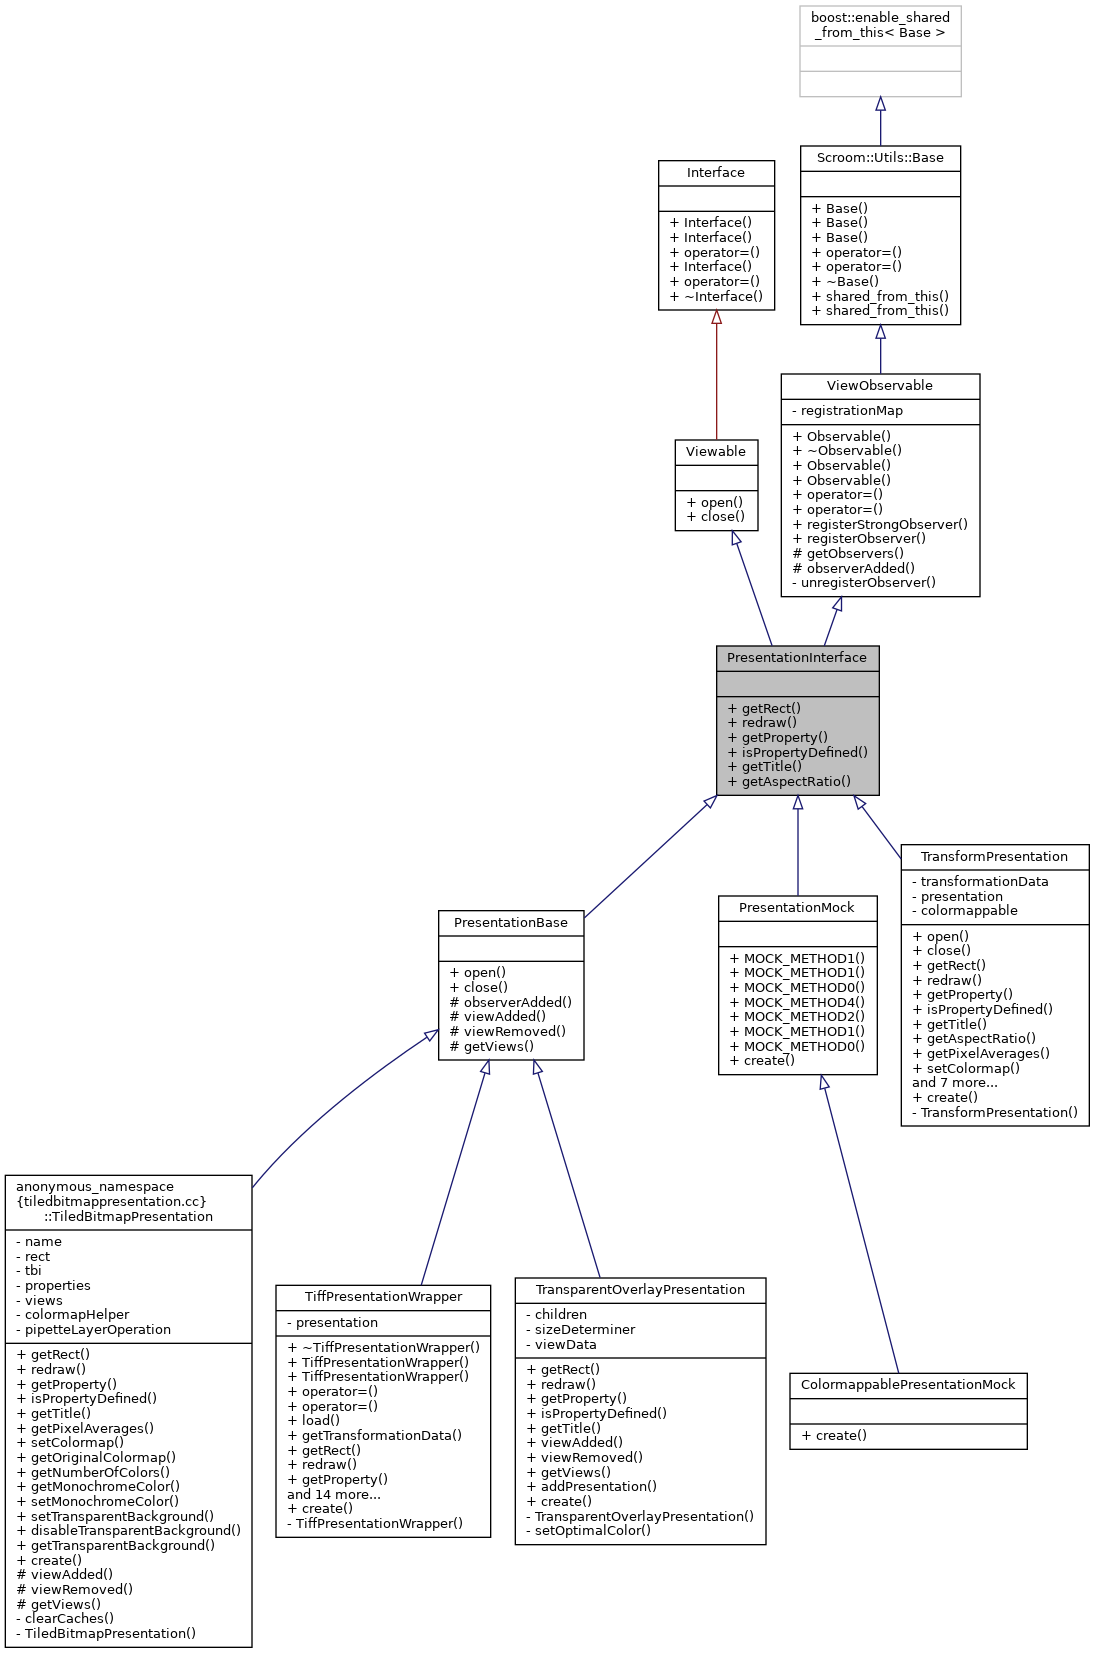 boost::enable_shared
_from_this< Base >
Interface
+ Interface()
+ Interface()
+ operator=()
+ Interface()
+ operator=()
+ ~Interface()
Scroom::Utils::Base
+ Base()
+ Base()
+ Base()
+ operator=()
+ operator=()
+ ~Base()
+ shared_from_this()
+ shared_from_this()
ViewObservable
- registrationMap
+ Observable()
+ ~Observable()
+ Observable()
+ Observable()
+ operator=()
+ operator=()
+ registerStrongObserver()
+ registerObserver()
# getObservers()
# observerAdded()
- unregisterObserver()
Viewable
+ open()
+ close()
PresentationInterface
+ getRect()
+ redraw()
+ getProperty()
+ isPropertyDefined()
+ getTitle()
+ getAspectRatio()
PresentationBase
+ open()
+ close()
# observerAdded()
# viewAdded()
# viewRemoved()
# getViews()
PresentationMock
+ MOCK_METHOD1()
+ MOCK_METHOD1()
+ MOCK_METHOD0()
+ MOCK_METHOD4()
+ MOCK_METHOD2()
+ MOCK_METHOD1()
+ MOCK_METHOD0()
+ create()
TransformPresentation
- transformationData
- presentation
- colormappable
+ open()
+ close()
+ getRect()
+ redraw()
+ getProperty()
+ isPropertyDefined()
+ getTitle()
+ getAspectRatio()
+ getPixelAverages()
+ setColormap()
and 7 more...
+ create()
- TransformPresentation()
anonymous_namespace
{tiledbitmappresentation.cc}
::TiledBitmapPresentation
- name
- rect
- tbi
- properties
- views
- colormapHelper
- pipetteLayerOperation
+ getRect()
+ redraw()
+ getProperty()
+ isPropertyDefined()
+ getTitle()
+ getPixelAverages()
+ setColormap()
+ getOriginalColormap()
+ getNumberOfColors()
+ getMonochromeColor()
+ setMonochromeColor()
+ setTransparentBackground()
+ disableTransparentBackground()
+ getTransparentBackground()
+ create()
# viewAdded()
# viewRemoved()
# getViews()
- clearCaches()
- TiledBitmapPresentation()
TiffPresentationWrapper
- presentation
+ ~TiffPresentationWrapper()
+ TiffPresentationWrapper()
+ TiffPresentationWrapper()
+ operator=()
+ operator=()
+ load()
+ getTransformationData()
+ getRect()
+ redraw()
+ getProperty()
and 14 more...
+ create()
- TiffPresentationWrapper()
TransparentOverlayPresentation
- children
- sizeDeterminer
- viewData
+ getRect()
+ redraw()
+ getProperty()
+ isPropertyDefined()
+ getTitle()
+ viewAdded()
+ viewRemoved()
+ getViews()
+ addPresentation()
+ create()
- TransparentOverlayPresentation()
- setOptimalColor()
ColormappablePresentationMock
+ create()